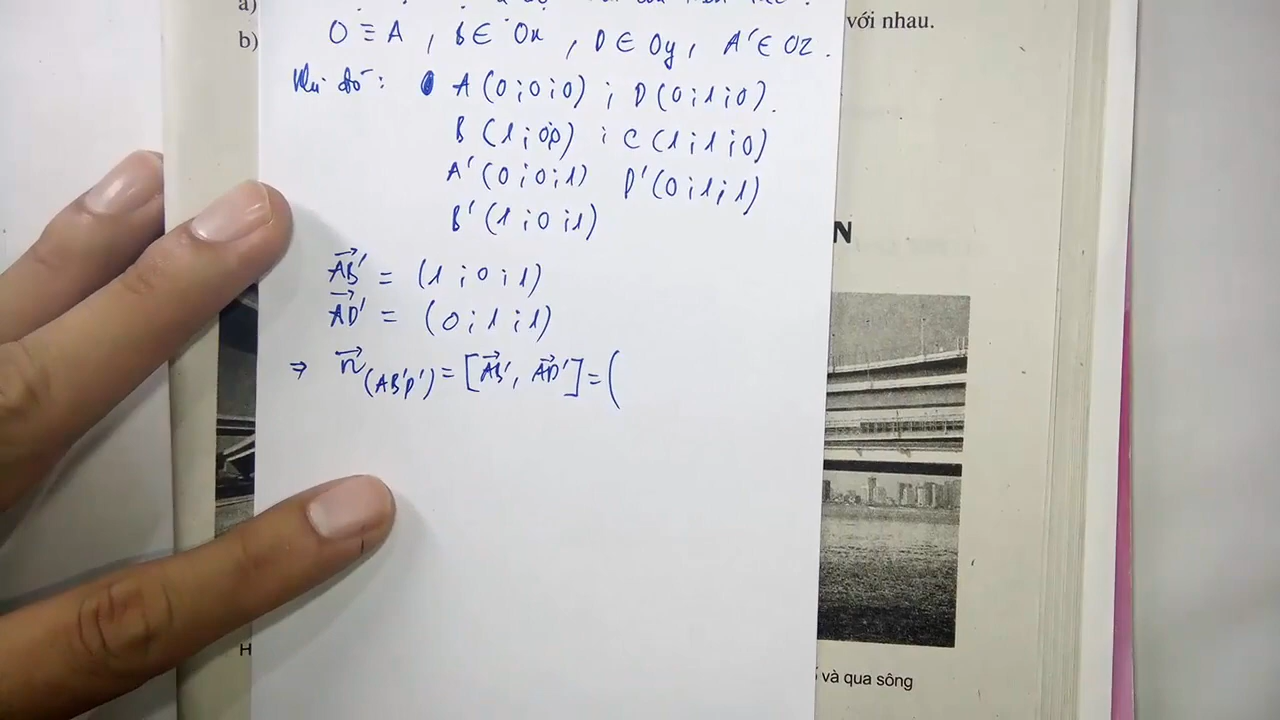 a)
với nhau.
b) O ≡ A , B ∈ Ox , D ∈ Oy , A' ∈ Oz .
Khi đó : A (0 ; 0 ; 0) ; D (0 ; 1 ; 0) .
B (1 ; 0 ; 0) ; C (1 ; 1 ; 0)
A' (0 ; 0 ; 1) D' (0 ; 1 ; 1)
B' (1 ; 0 ; 1)
N
AB'→ = (1 ; 0 ; 1)
AD'→ = (0 ; 1 ; 1)
⇒ n→(AB'D') = [AB'→, AD'→] = (
H
và qua sông